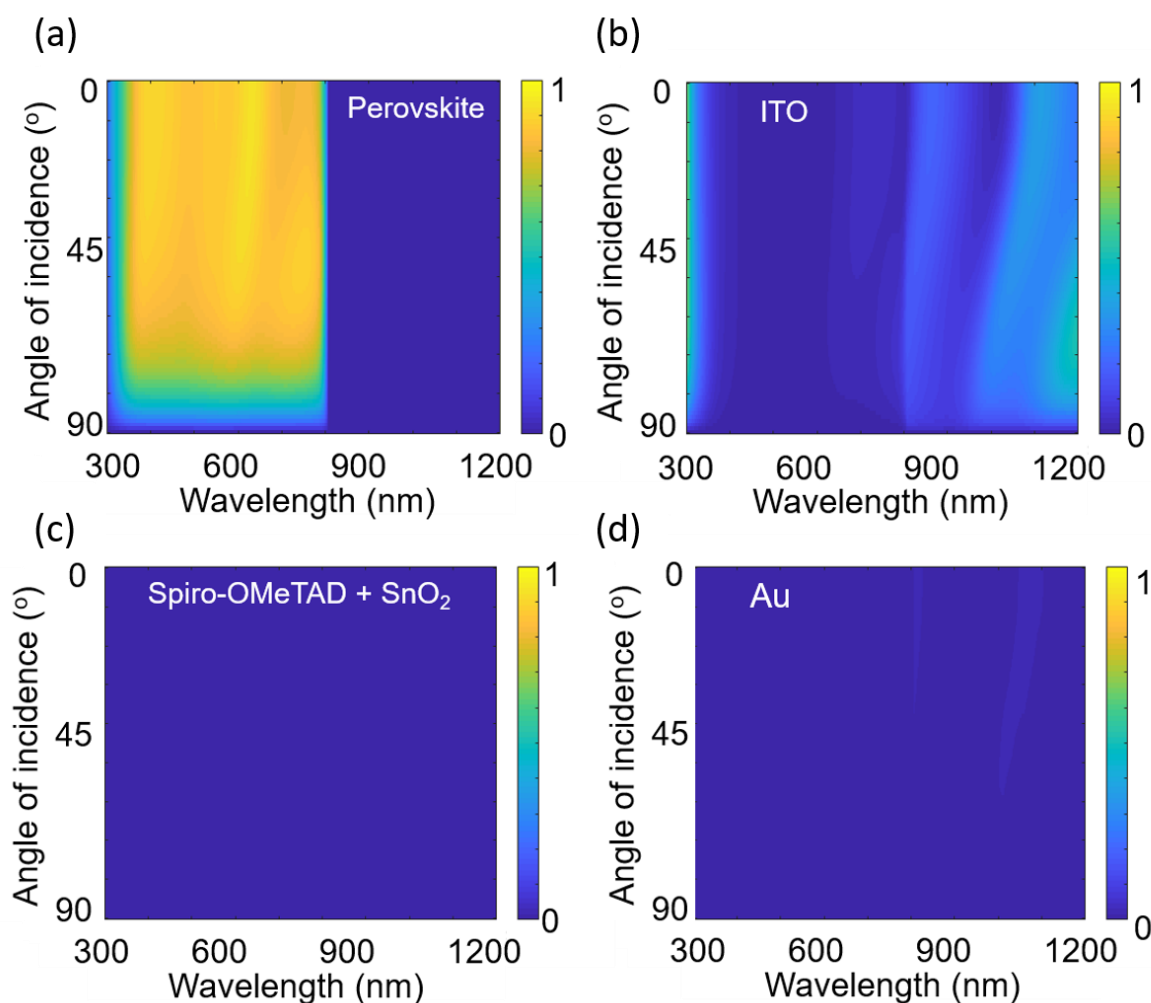 (a)
Perovskite
0
45
90
Angle of incidence (º)
300 600 900 1200
Wavelength (nm)
1
0
(b)
ITO
0
45
90
Angle of incidence (º)
300 600 900 1200
Wavelength (nm)
1
0
(c)
Spiro-OMeTAD + SnO₂
0
45
90
Angle of incidence (º)
300 600 900 1200
Wavelength (nm)
1
0
(d)
Au
0
45
90
Angle of incidence (º)
300 600 900 1200
Wavelength (nm)
1
0